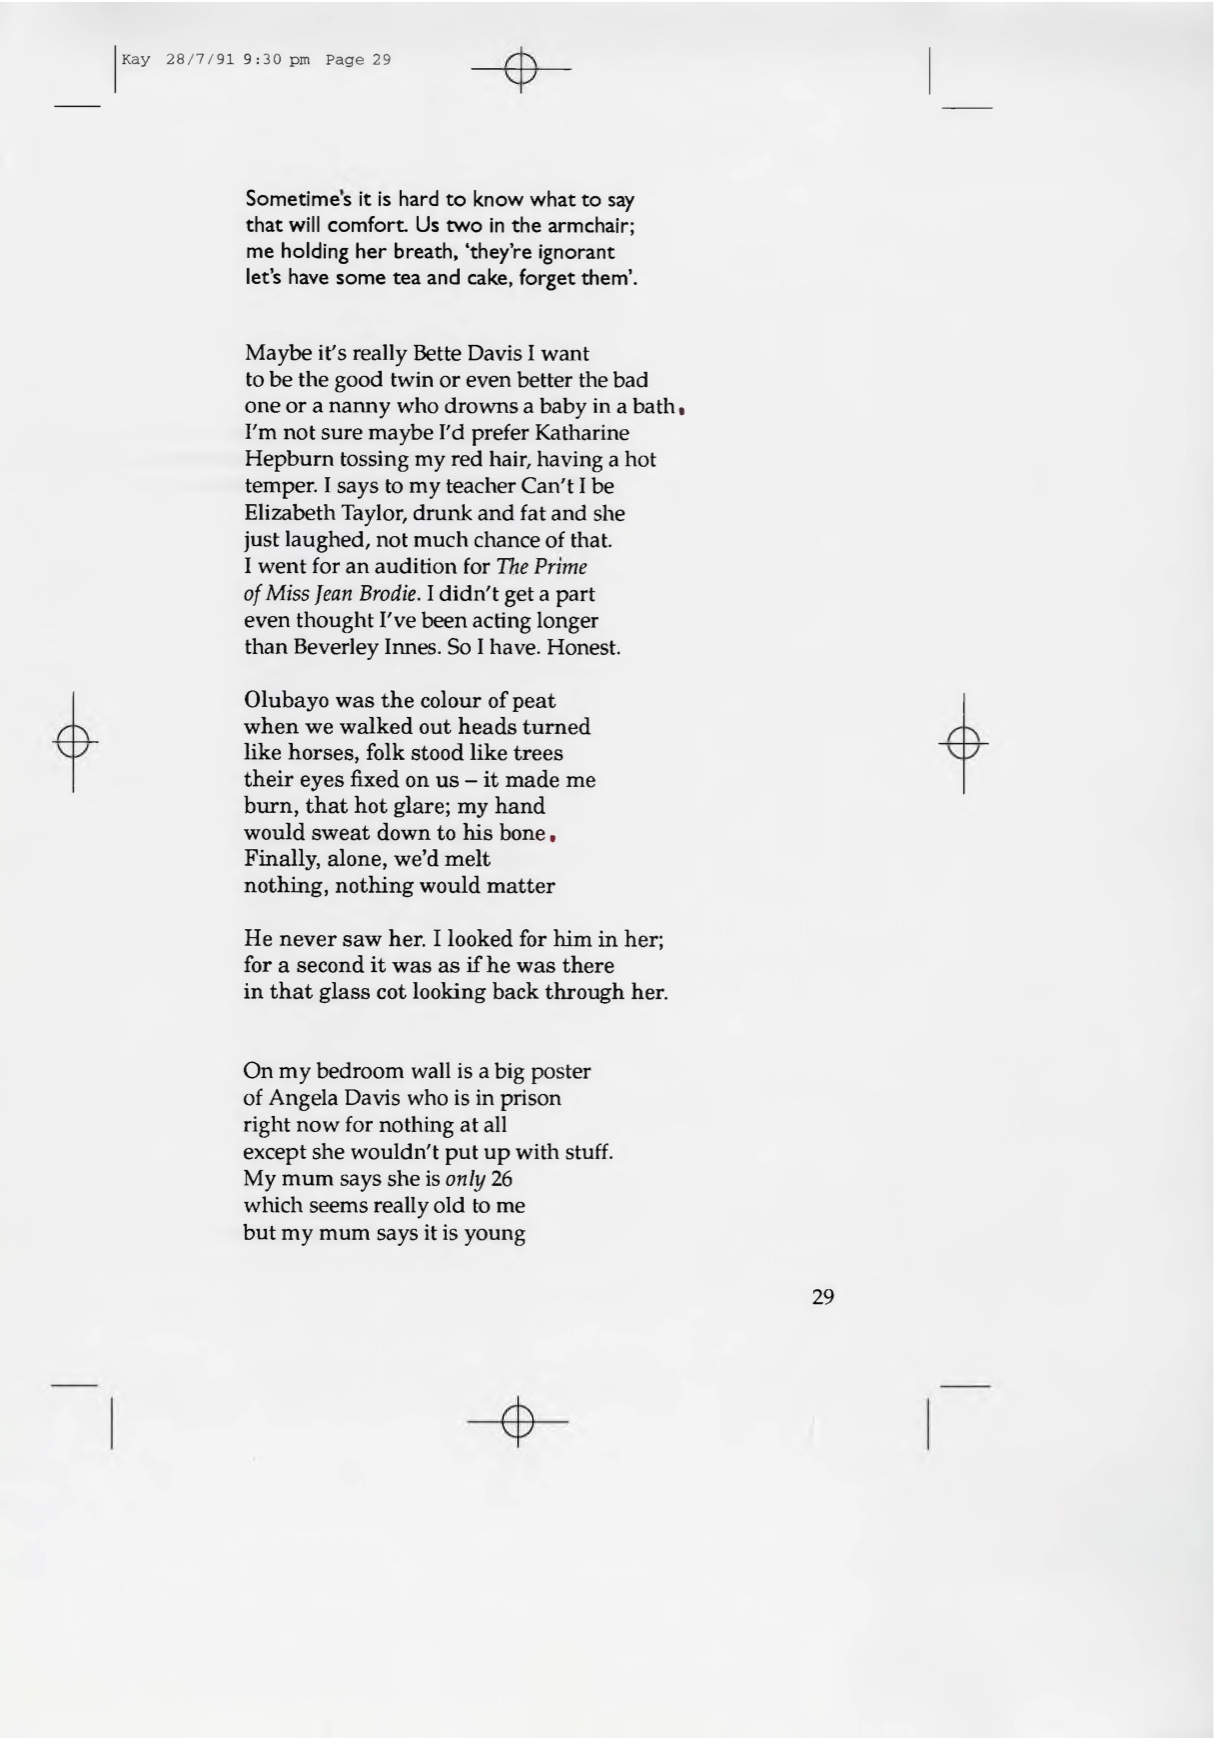 Kay 28/7/91 9:30 pm Page 29
Sometime's it is hard to know what to say
that will comfort. Us two in the armchair;
me holding her breath, 'they're ignorant
let's have some tea and cake, forget them'.
Maybe it's really Bette Davis I want
to be the good twin or even better the bad
one or a nanny who drowns a baby in a bath.
I'm not sure maybe I'd prefer Katharine
Hepburn tossing my red hair, having a hot
temper. I says to my teacher Can't I be
Elizabeth Taylor, drunk and fat and she
just laughed, not much chance of that.
I went for an audition for The Prime
of Miss Jean Brodie. I didn't get a part
even thought I've been acting longer
than Beverley Innes. So I have. Honest.
Olubayo was the colour of peat
when we walked out heads turned
like horses, folk stood like trees
their eyes fixed on us – it made me
burn, that hot glare; my hand
would sweat down to his bone.
Finally, alone, we'd melt
nothing, nothing would matter
He never saw her. I looked for him in her;
for a second it was as if he was there
in that glass cot looking back through her.
On my bedroom wall is a big poster
of Angela Davis who is in prison
right now for nothing at all
except she wouldn't put up with stuff.
My mum says she is only 26
which seems really old to me
but my mum says it is young
29